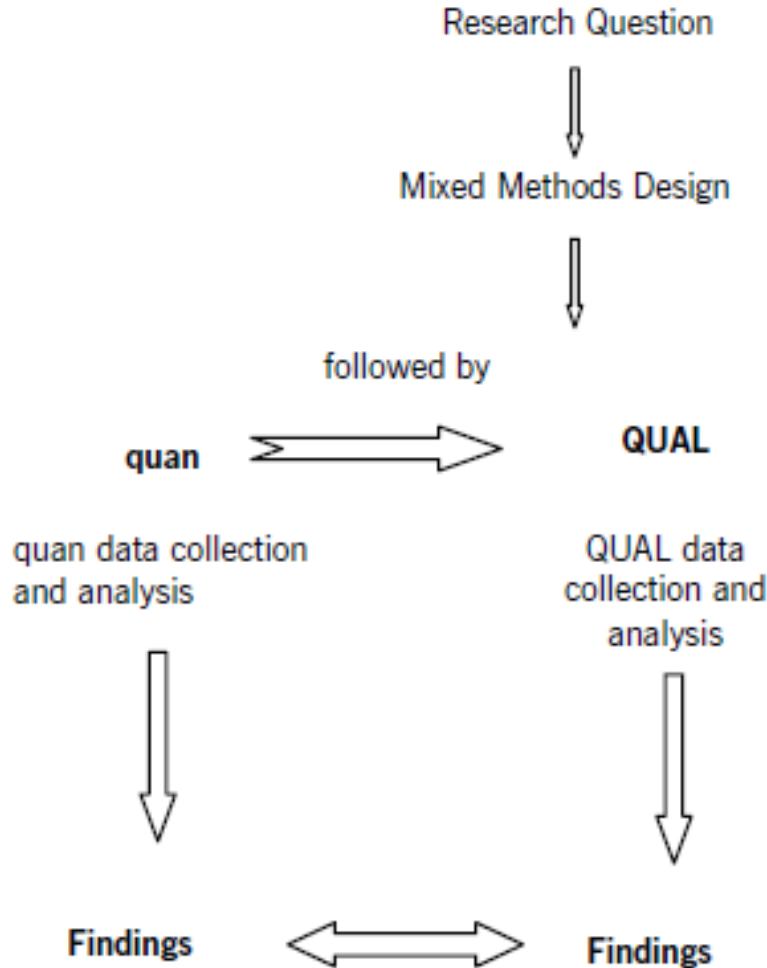 Research Question
Mixed Methods Design
followed by
quan
QUAL
quan data collection
and analysis
QUAL data
collection and
analysis
Findings
Findings